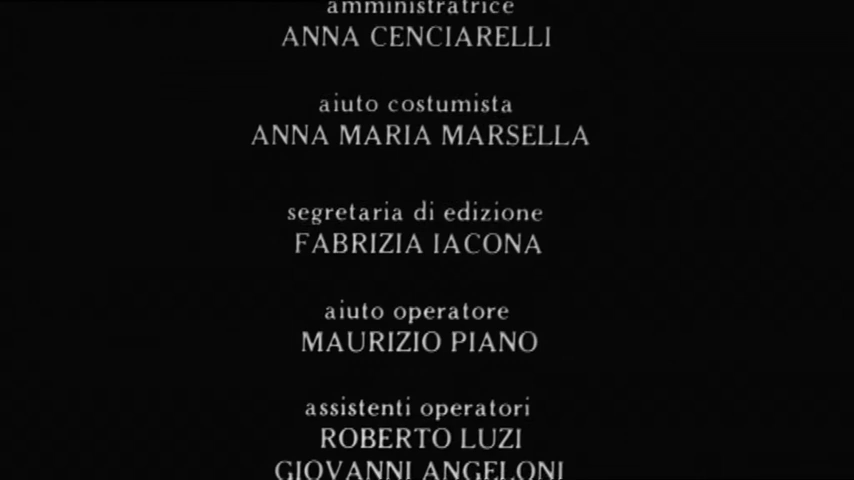 amministratrice
ANNA CENCIARELLI
aiuto costumista
ANNA MARIA MARSELLA
segretaria di edizione
FABRIZIA IACONA
aiuto operatore
MAURIZIO PIANO
assistenti operatori
ROBERTO LUZI
GIOVANNI ANGELONI